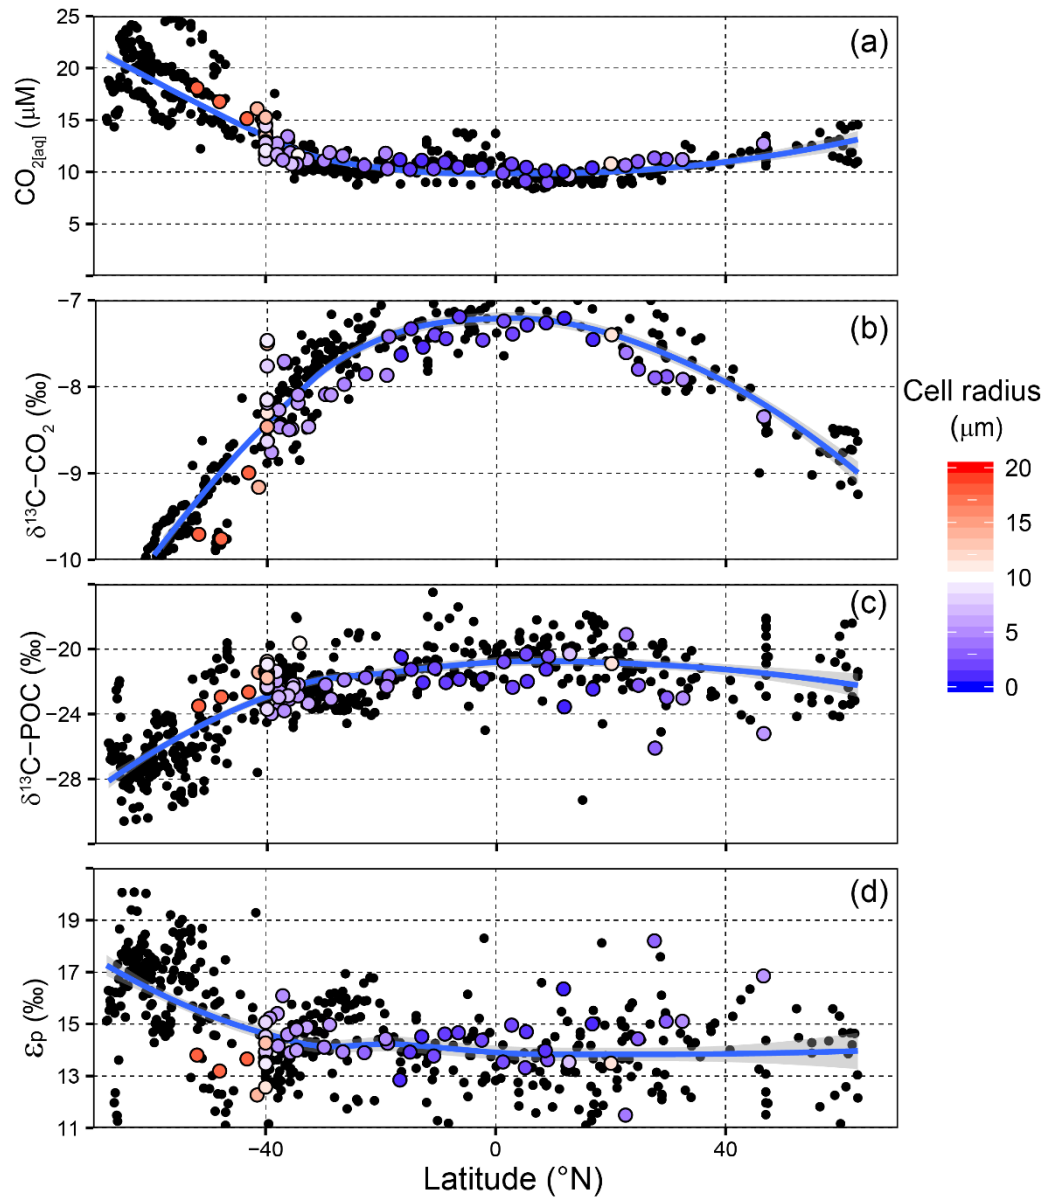 (a)
25
20
15
10
5
CO2[aq] (μM)
(b)
−7
−8
−9
−10
δ¹³C−CO₂ (‰)
(c)
−20
−24
−28
δ¹³C−POC (‰)
(d)
19
17
15
13
11
εp (‰)
−40
0
40
Latitude (°N)
Cell radius
(μm)
20
15
10
5
0